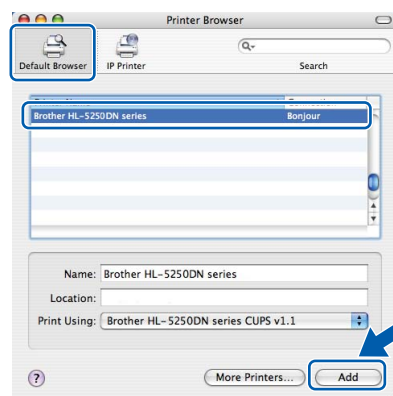 Printer Browser
Default Browser
IP Printer
Search
Brother HL-5250DN series Bonjour
Name: Brother HL-5250DN series
Location:
Print Using: Brother HL-5250DN series CUPS v1.1
? More Printers... Add